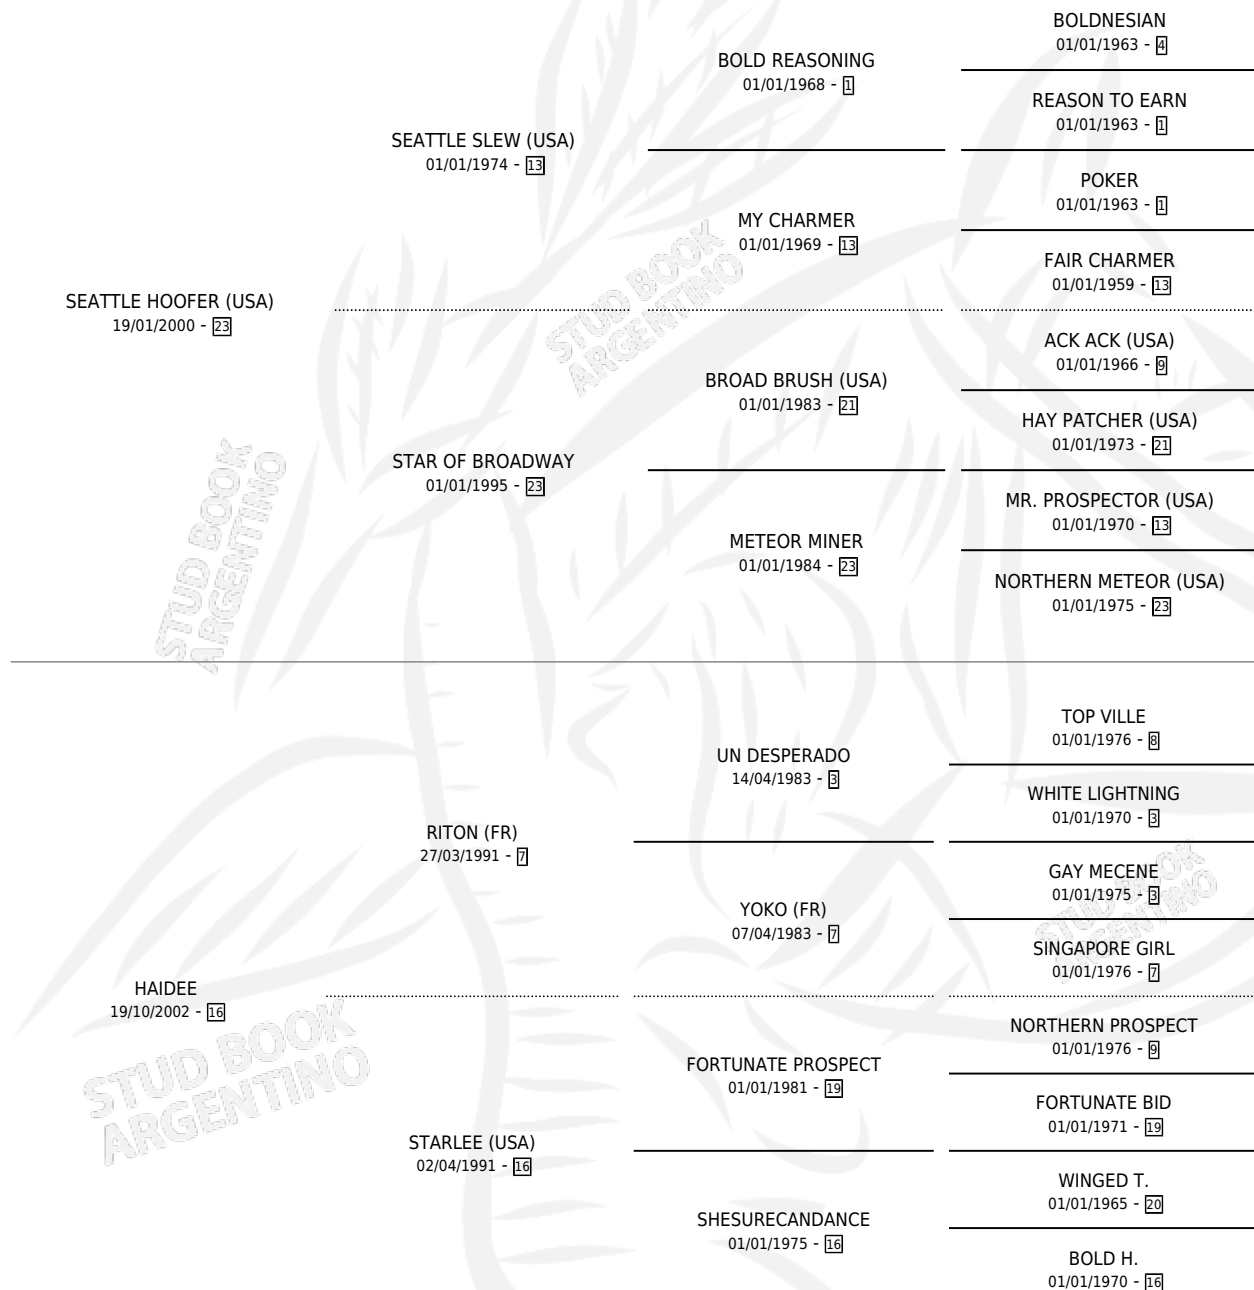 BOLDNESIAN
01/01/1963 - 4
BOLD REASONING
01/01/1968 - 1
REASON TO EARN
01/01/1963 - 1
SEATTLE SLEW (USA)
01/01/1974 - 13
POKER
01/01/1963 - 1
MY CHARMER
01/01/1969 - 13
FAIR CHARMER
01/01/1959 - 13
SEATTLE HOOFER (USA)
19/01/2000 - 23
STUD BOOK
ARGENTINO
ACK ACK (USA)
01/01/1966 - 9
BROAD BRUSH (USA)
01/01/1983 - 21
HAY PATCHER (USA)
01/01/1973 - 21
STAR OF BROADWAY
01/01/1995 - 23
MR. PROSPECTOR (USA)
01/01/1970 - 13
METEOR MINER
01/01/1984 - 23
NORTHERN METEOR (USA)
01/01/1975 - 23
STUD BOOK
ARGENTINO
TOP VILLE
01/01/1976 - 8
UN DESPERADO
14/04/1983 - 3
WHITE LIGHTNING
01/01/1970 - 3
RITON (FR)
27/03/1991 - 7
GAY MECENE
01/01/1975 - 3
YOKO (FR)
07/04/1983 - 7
SINGAPORE GIRL
01/01/1976 - 7
STUD BOOK
ARGENTINO
HAIDEE
19/10/2002 - 16
NORTHERN PROSPECT
01/01/1976 - 9
FORTUNATE PROSPECT
01/01/1981 - 19
FORTUNATE BID
01/01/1971 - 19
STUD BOOK
ARGENTINO
STARLEE (USA)
02/04/1991 - 16
WINGED T.
01/01/1965 - 20
SHESURECANDANCE
01/01/1975 - 16
BOLD H.
01/01/1970 - 16